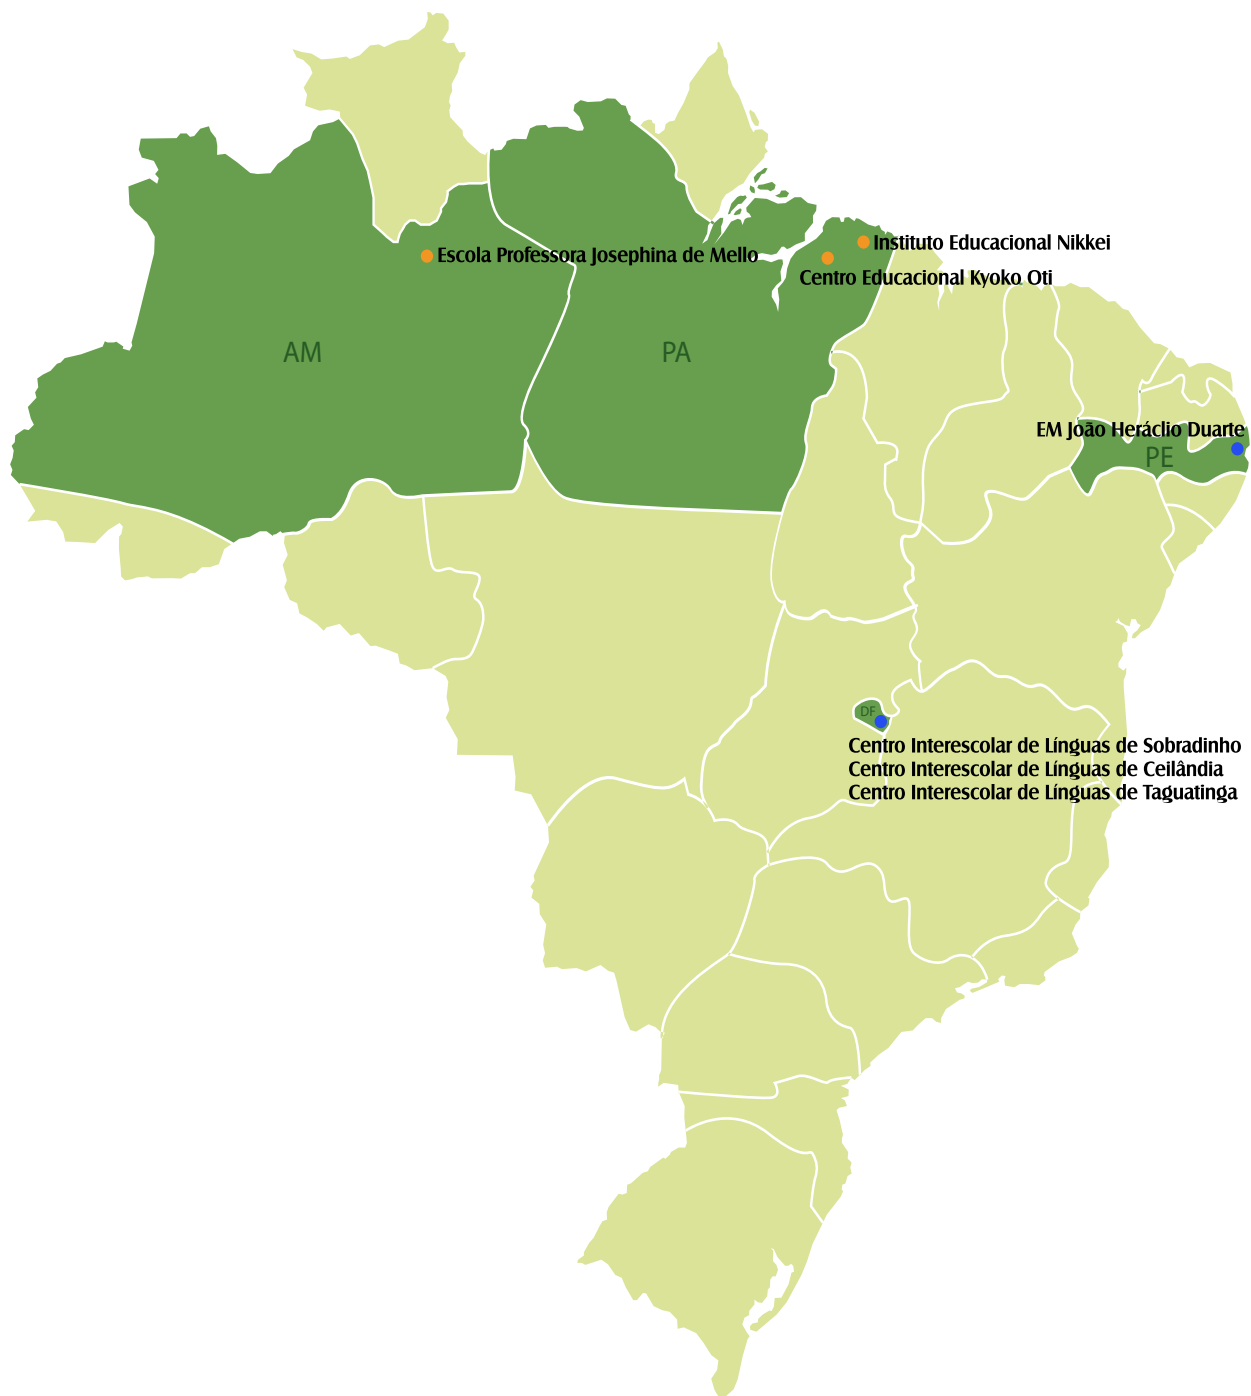 Instituto Educacional Nikkei
Escola Professora Josephina de Mello
Centro Educacional Kyoko Oti
AM
PA
EM João Heráclio Duarte
PE
DF
Centro Interescolar de Línguas de Sobradinho
Centro Interescolar de Línguas de Ceilândia
Centro Interescolar de Línguas de Taguatinga